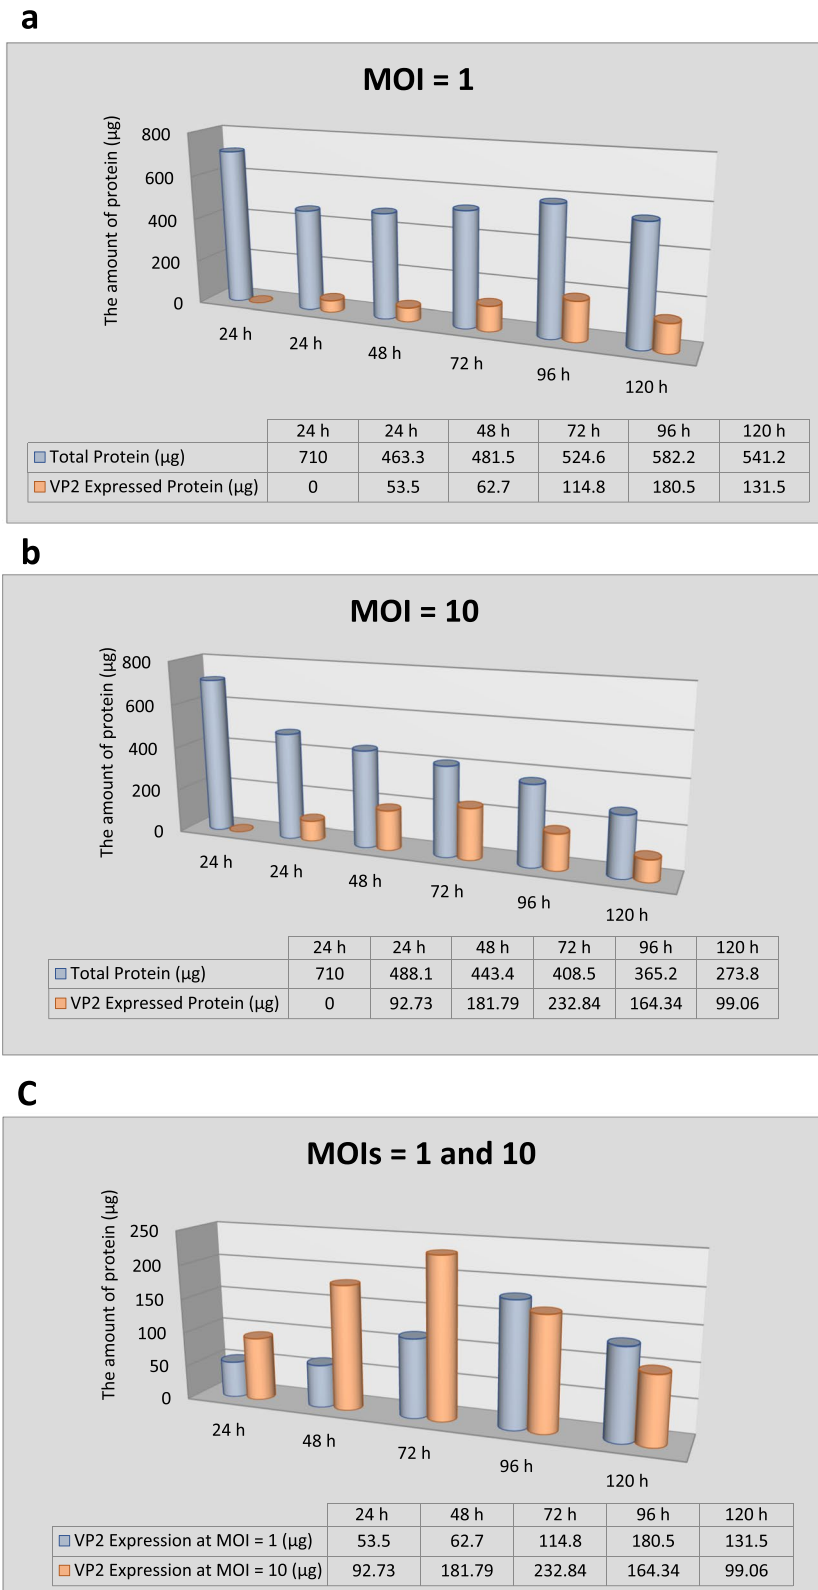 a
MOI = 1
The amount of protein (µg)
800
600
400
200
0
24 h
24 h
48 h
72 h
96 h
120 h
24 h 24 h 48 h 72 h 96 h 120 h
Total Protein (µg) 710 463.3 481.5 524.6 582.2 541.2
VP2 Expressed Protein (µg) 0 53.5 62.7 114.8 180.5 131.5
b
MOI = 10
The amount of protein (µg)
800
600
400
200
0
24 h
24 h
48 h
72 h
96 h
120 h
24 h 24 h 48 h 72 h 96 h 120 h
Total Protein (µg) 710 488.1 443.4 408.5 365.2 273.8
VP2 Expressed Protein (µg) 0 92.73 181.79 232.84 164.34 99.06
C
MOIs = 1 and 10
The amount of protein (µg)
250
200
150
100
50
0
24 h
48 h
72 h
96 h
120 h
24 h 48 h 72 h 96 h 120 h
VP2 Expression at MOI = 1 (µg) 53.5 62.7 114.8 180.5 131.5
VP2 Expression at MOI = 10 (µg) 92.73 181.79 232.84 164.34 99.06